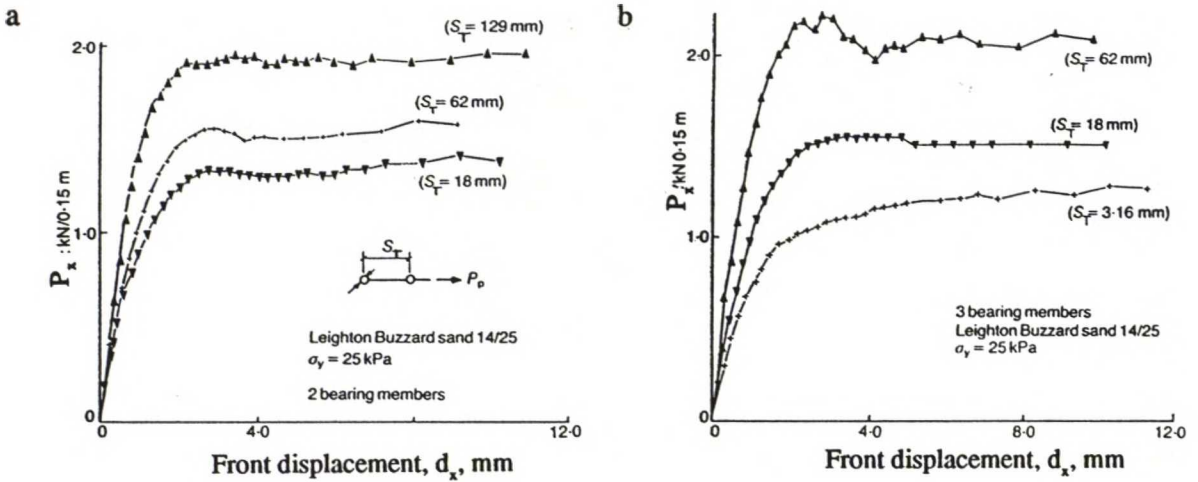 a
(S_T = 129 mm)
2·0
(S_T = 62 mm)
(S_T = 18 mm)
P_x : kN/0·15 m
1·0
S_T
P_p
Leighton Buzzard sand 14/25
σ_y = 25 kPa
2 bearing members
0
0
4·0
12·0
Front displacement, d_x, mm
b
2·0
(S_T = 62 mm)
(S_T = 18 mm)
P_x/kN0·15 m
1·0
(S_T = 3·16 mm)
3 bearing members
Leighton Buzzard sand 14/25
σ_y = 25 kPa
0
0
4·0
8·0
12·0
Front displacement, d_x, mm